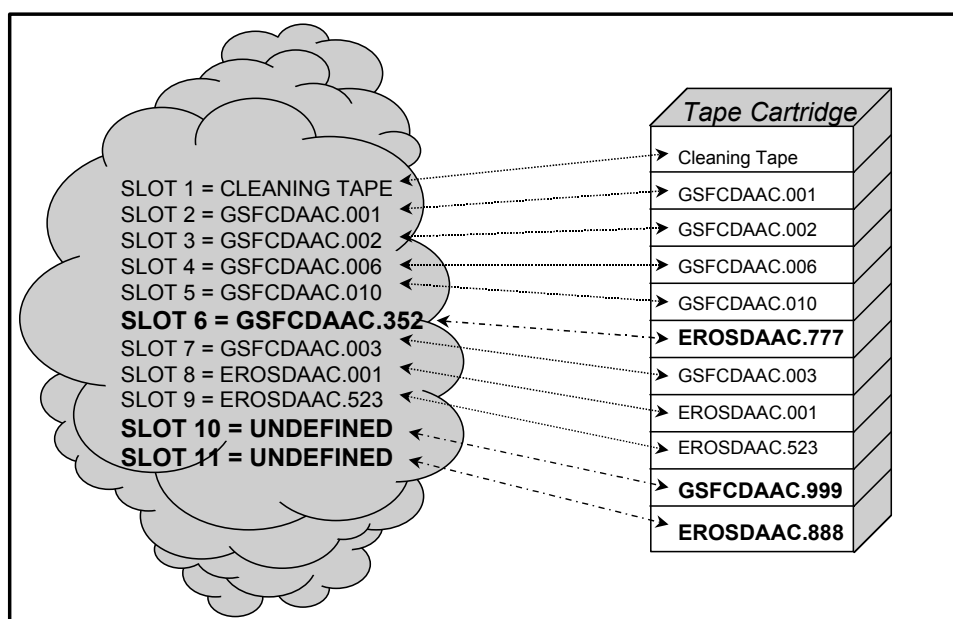 SLOT 1 = CLEANING TAPE
SLOT 2 = GSFCDAAC.001
SLOT 3 = GSFCDAAC.002
SLOT 4 = GSFCDAAC.006
SLOT 5 = GSFCDAAC.010
SLOT 6 = GSFCDAAC.352
SLOT 7 = GSFCDAAC.003
SLOT 8 = EROSDAAC.001
SLOT 9 = EROSDAAC.523
SLOT 10 = UNDEFINED
SLOT 11 = UNDEFINED
Tape Cartridge
Cleaning Tape
GSFCDAAC.001
GSFCDAAC.002
GSFCDAAC.006
GSFCDAAC.010
EROSDAAC.777
GSFCDAAC.003
EROSDAAC.001
EROSDAAC.523
GSFCDAAC.999
EROSDAAC.888